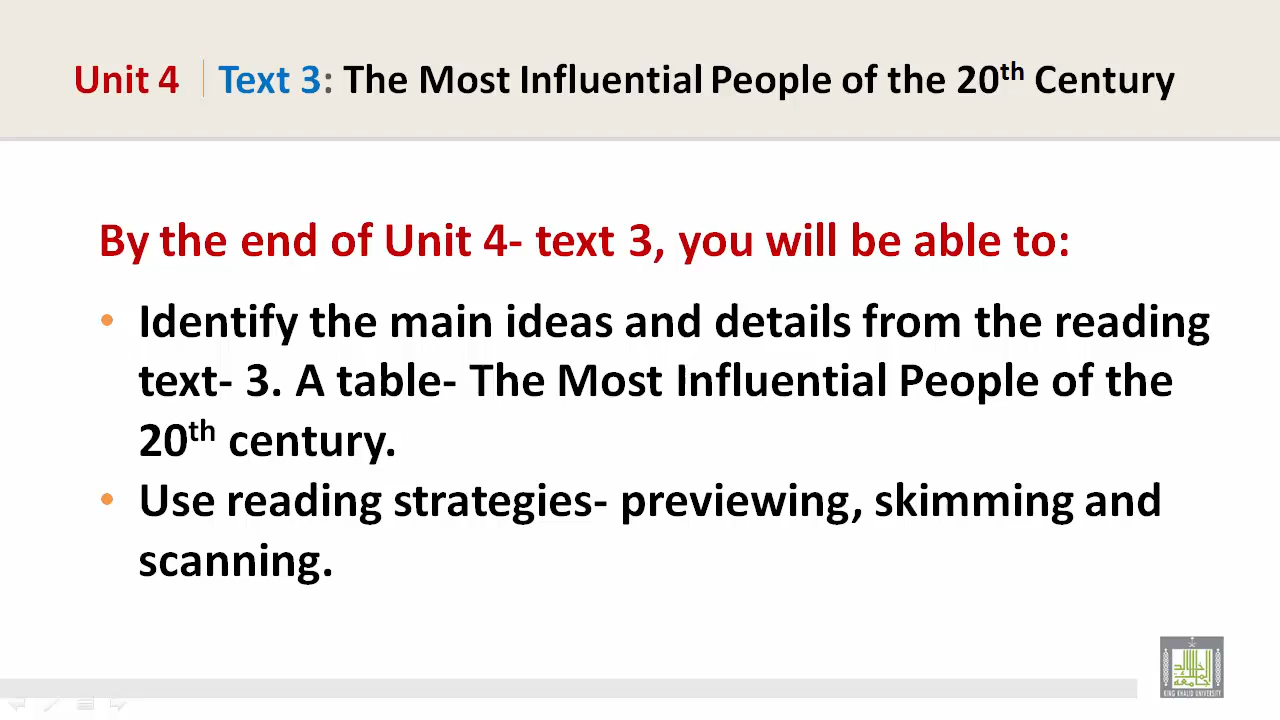 Unit 4 Text 3: The Most Influential People of the 20th Century
By the end of Unit 4- text 3, you will be able to:
• Identify the main ideas and details from the reading
text- 3. A table- The Most Influential People of the
20th century.
• Use reading strategies- previewing, skimming and
scanning.
KING KHALID UNIVERSITY